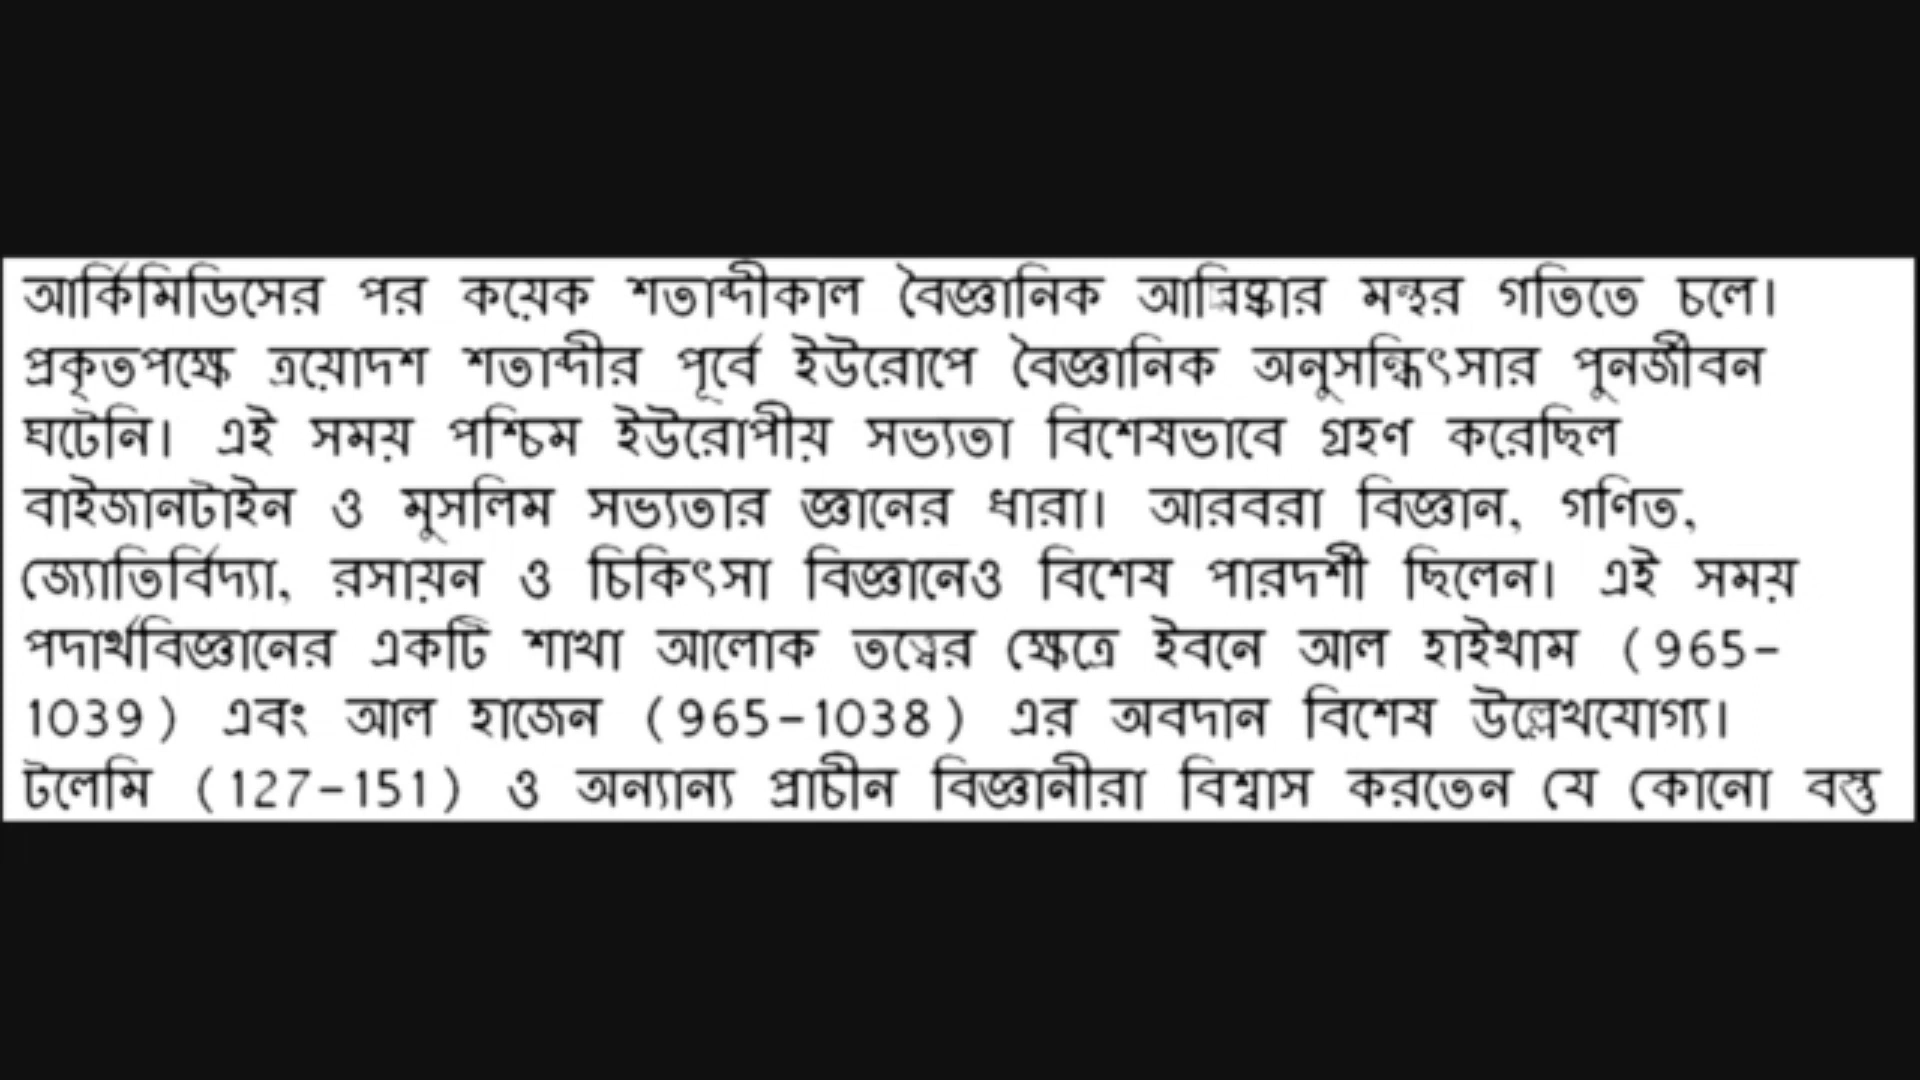 আর্কিমিডিসের পর কয়েক শতাব্দীকাল বৈজ্ঞানিক আবিষ্কার মন্থর গতিতে চলে।
প্রকৃতপক্ষে ত্রয়োদশ শতাব্দীর পূর্বে ইউরোপে বৈজ্ঞানিক অনুসন্ধিৎসার পুনর্জীবন
ঘটেনি। এই সময় পশ্চিম ইউরোপীয় সভ্যতা বিশেষভাবে গ্রহণ করেছিল
বাইজানটাইন ও মুসলিম সভ্যতার জ্ঞানের ধারা। আরবরা বিজ্ঞান, গণিত,
জ্যোতির্বিদ্যা, রসায়ন ও চিকিৎসা বিজ্ঞানেও বিশেষ পারদর্শী ছিলেন। এই সময়
পদার্থবিজ্ঞানের একটি শাখা আলোক তত্ত্বের ক্ষেত্রে ইবনে আল হাইথাম (965-
1039) এবং আল হাজেন (965-1038) এর অবদান বিশেষ উল্লেখযোগ্য।
টলেমি (127-151) ও অন্যান্য প্রাচীন বিজ্ঞানীরা বিশ্বাস করতেন যে কোনো বস্তু